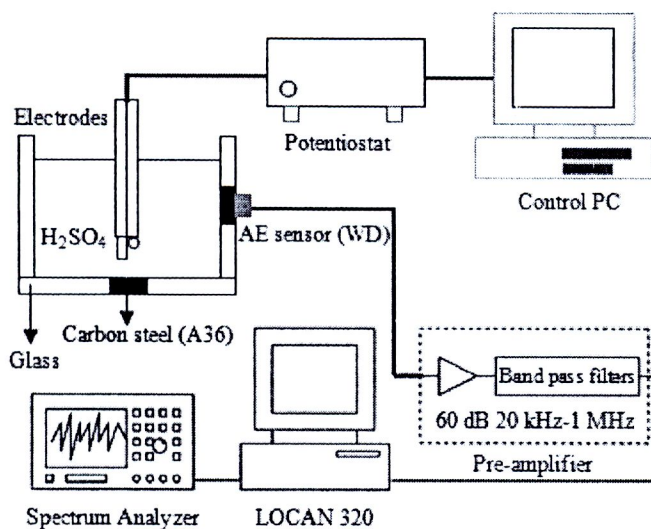 Electrodes
Potentiostat
Control PC
H₂SO₄
AE sensor (WD)
Carbon steel (A36)
Glass
Band pass filters
60 dB 20 kHz-1 MHz
Pre-amplifier
Spectrum Analyzer
LOCAN 320